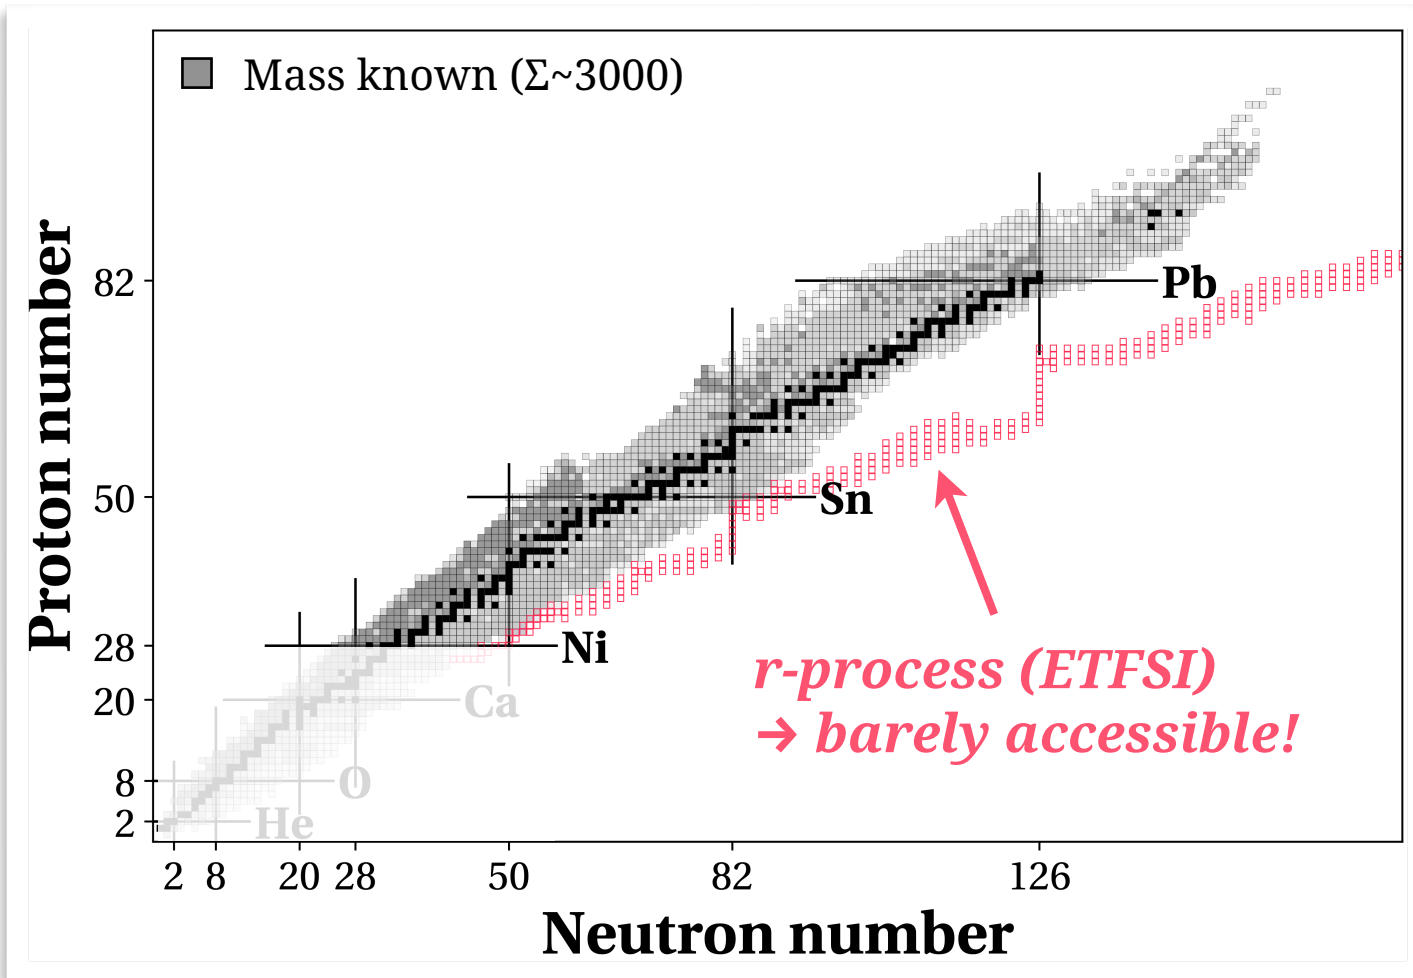 Mass known (Σ~3000)
Proton number
82
50
28
20
8
2
Pb
Sn
Ni
Ca
O
He
r-process (ETFSI)
→ barely accessible!
2 8 20 28 50 82 126
Neutron number